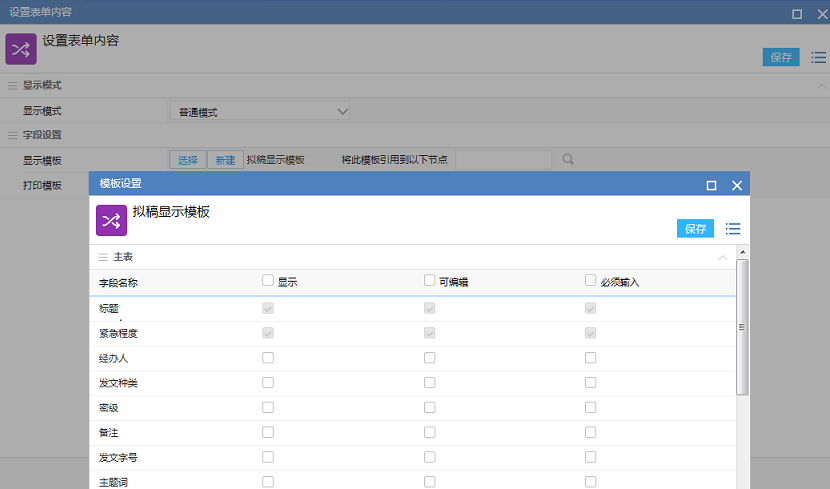 设置表单内容
设置表单内容
保存
显示模式
显示模式 普通模式
字段设置
显示模板 选择 新建 拟稿显示模板 将此模板引用到以下节点
打印模板
模板设置
拟稿显示模板
保存
主表
字段名称 显示 可编辑 必须输入
标题
紧急程度
经办人
发文种类
密级
备注
发文字号
主题词